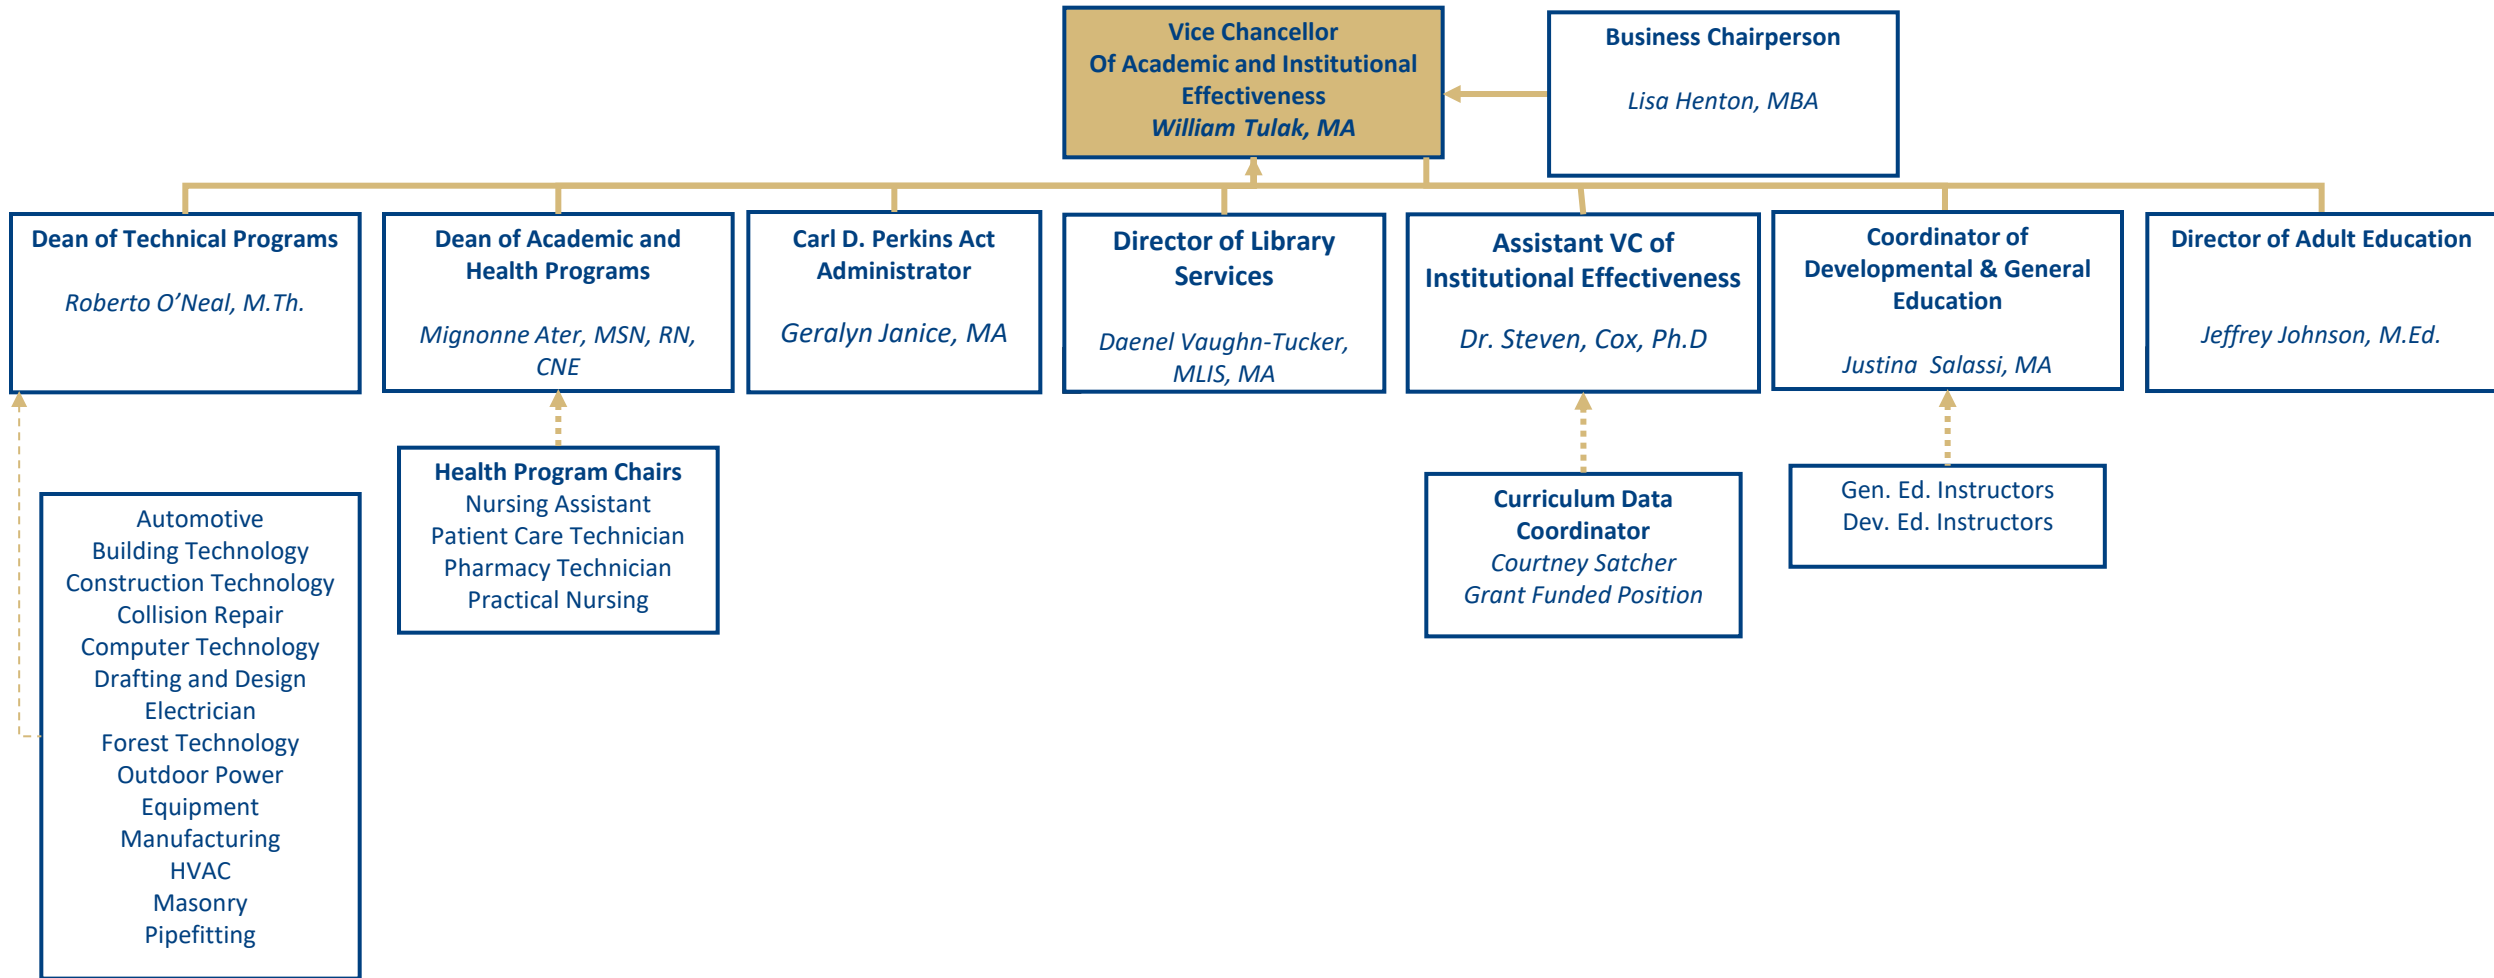 Vice Chancellor
Of Academic and Institutional
Effectiveness
William Tulak, MA
Business Chairperson
Lisa Henton, MBA
Dean of Technical Programs
Roberto O’Neal, M.Th.
Dean of Academic and
Health Programs
Mignonne Ater, MSN, RN,
CNE
Carl D. Perkins Act
Administrator
Geralyn Janice, MA
Director of Library
Services
Daenel Vaughn-Tucker,
MLIS, MA
Assistant VC of
Institutional Effectiveness
Dr. Steven, Cox, Ph.D
Coordinator of
Developmental & General
Education
Justina  Salassi, MA
Director of Adult Education
Jeffrey Johnson, M.Ed.
Automotive
Building Technology
Construction Technology
Collision Repair
Computer Technology
Drafting and Design
Electrician
Forest Technology
Outdoor Power
Equipment
Manufacturing
HVAC
Masonry
Pipefitting
Health Program Chairs
Nursing Assistant
Patient Care Technician
Pharmacy Technician
Practical Nursing
Curriculum Data
Coordinator
Courtney Satcher
Grant Funded Position
Gen. Ed. Instructors
Dev. Ed. Instructors